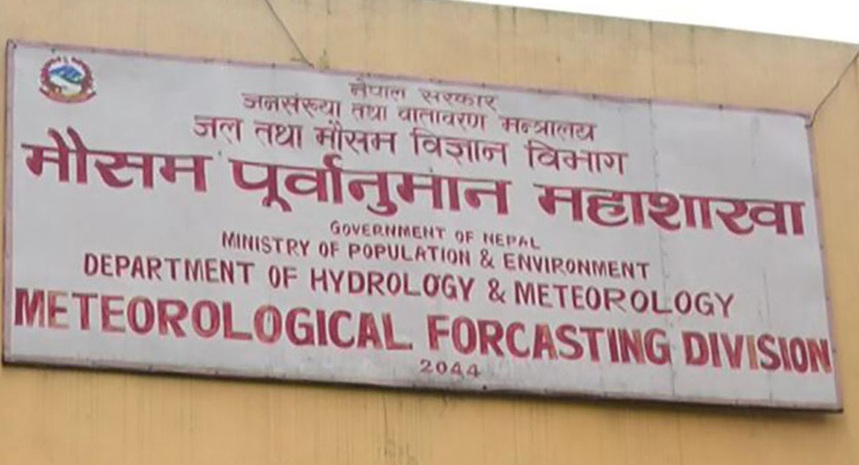 नेपाल सरकार
जनसंख्या तथा वातावरण मन्त्रालय
जल तथा मौसम विज्ञान विभाग
मौसम पूर्वानुमान महाशाखा
GOVERNMENT OF NEPAL
MINISTRY OF POPULATION & ENVIRONMENT
DEPARTMENT OF HYDROLOGY & METEOROLOGY
METEOROLOGICAL FORCASTING DIVISION
2044